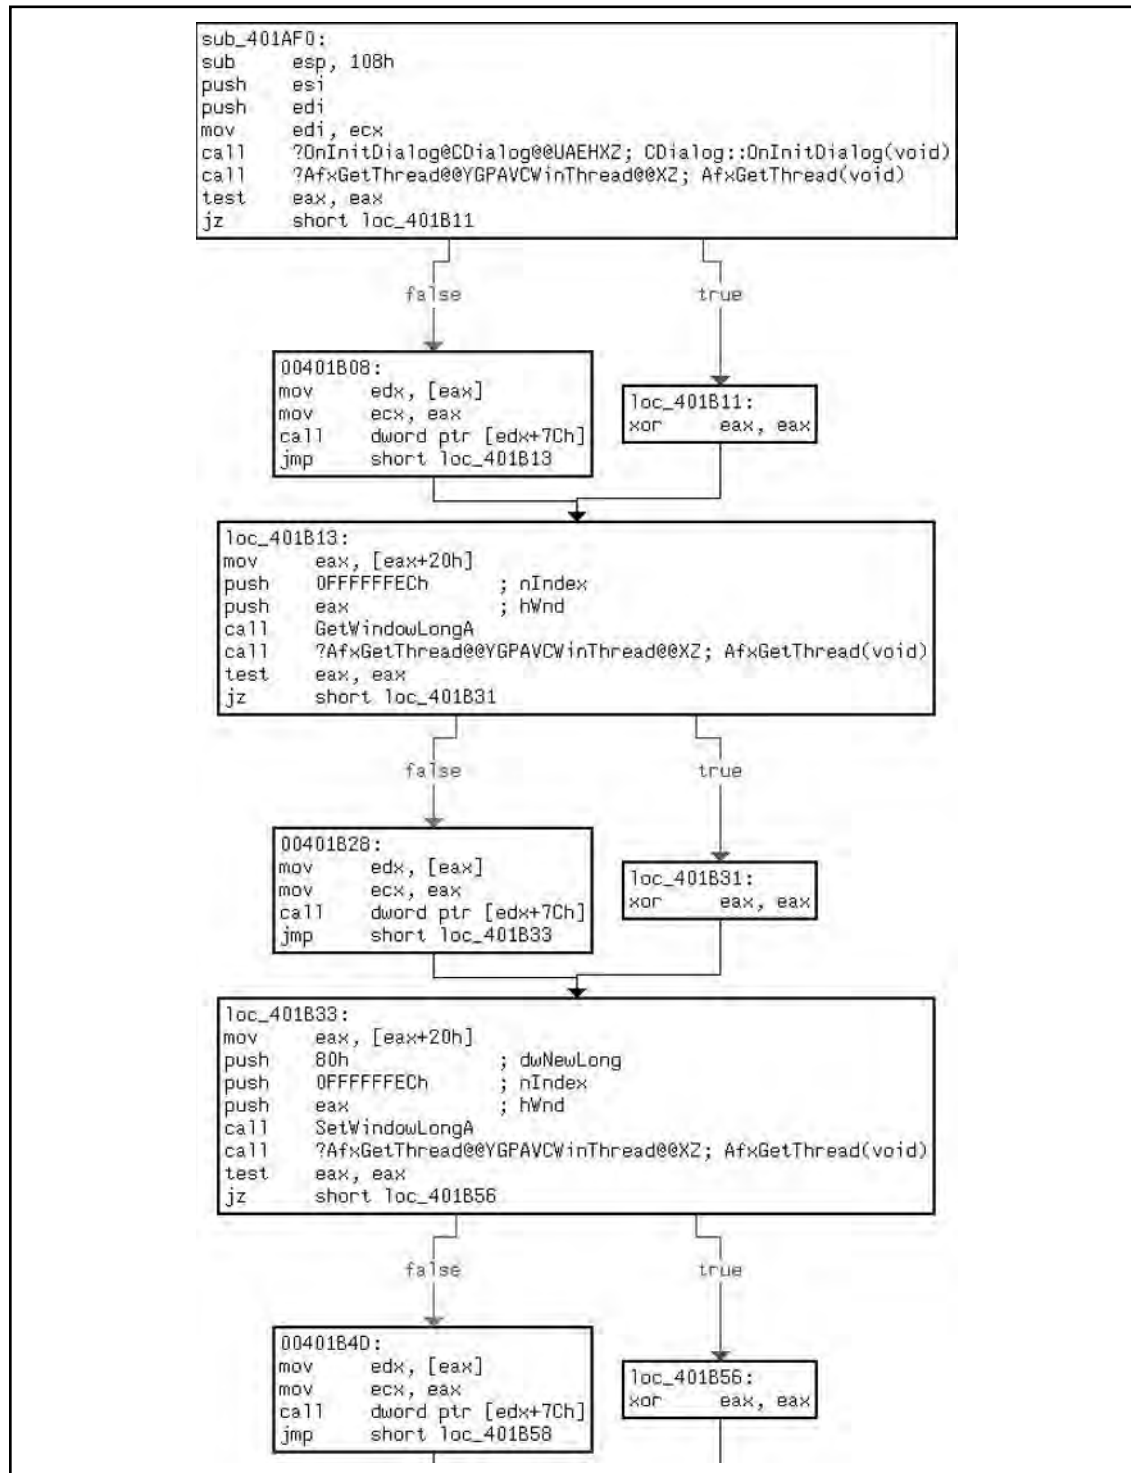 sub_401AF0:
sub esp, 108h
push esi
push edi
mov edi, ecx
call ?OnInitDialog@CDialog@@UAEHXZ; CDialog::OnInitDialog(void)
call ?AfxGetThread@@YGPAVCWinThread@@XZ; AfxGetThread(void)
test eax, eax
jz short loc_401B11
false true
00401B08:
mov edx, [eax]
mov ecx, eax
call dword ptr [edx+7Ch]
jmp short loc_401B13
loc_401B11:
xor eax, eax
loc_401B13:
mov eax, [eax+20h]
push 0FFFFFFECh ; nIndex
push eax ; hWnd
call GetWindowLongA
call ?AfxGetThread@@YGPAVCWinThread@@XZ; AfxGetThread(void)
test eax, eax
jz short loc_401B31
false true
00401B28:
mov edx, [eax]
mov ecx, eax
call dword ptr [edx+7Ch]
jmp short loc_401B33
loc_401B31:
xor eax, eax
loc_401B33:
mov eax, [eax+20h]
push 80h ; dwNewLong
push 0FFFFFFECh ; nIndex
push eax ; hWnd
call SetWindowLongA
call ?AfxGetThread@@YGPAVCWinThread@@XZ; AfxGetThread(void)
test eax, eax
jz short loc_401B56
false true
00401B4D:
mov edx, [eax]
mov ecx, eax
call dword ptr [edx+7Ch]
jmp short loc_401B58
loc_401B56:
xor eax, eax